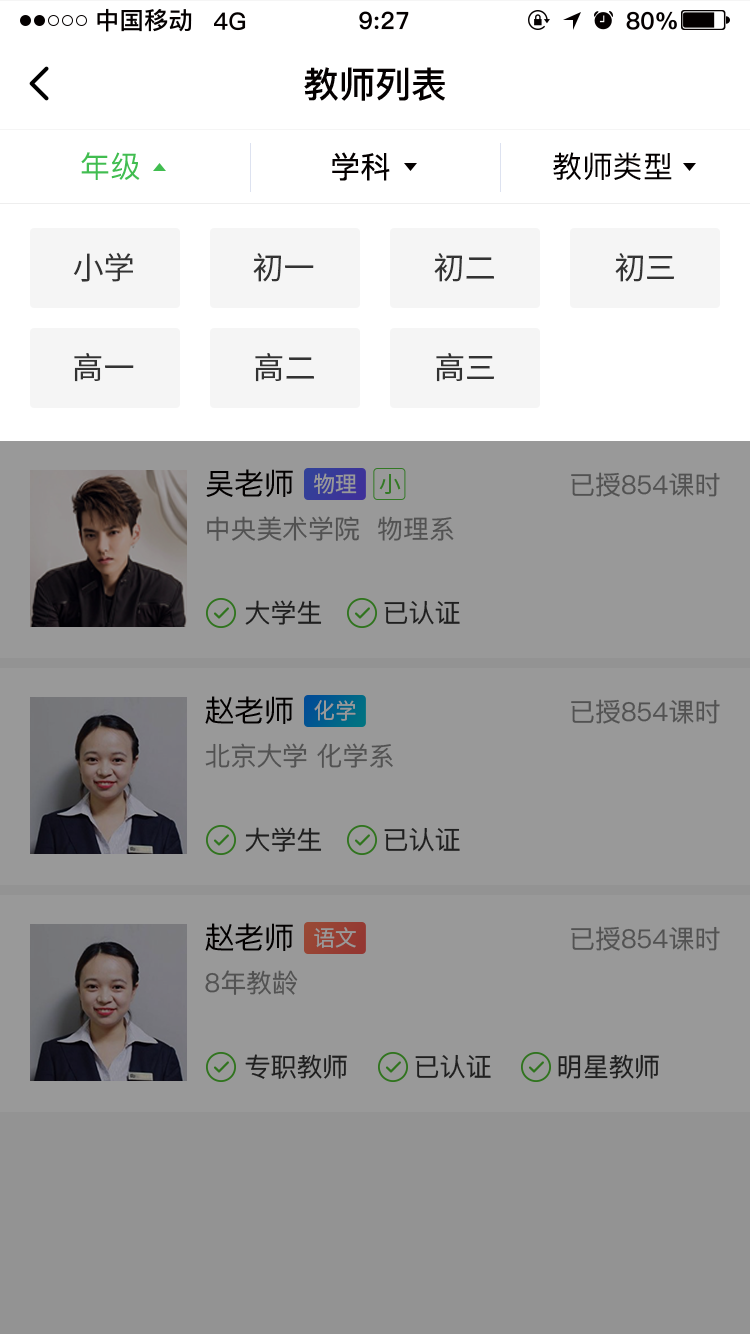 中国移动 4G 9:27 80%
教师列表
年级 学科 教师类型
小学 初一 初二 初三
高一 高二 高三
吴老师 物理 小 已授854课时
中央美术学院 物理系
大学生 已认证
赵老师 化学 已授854课时
北京大学 化学系
大学生 已认证
赵老师 语文 已授854课时
8年教龄
专职教师 已认证 明星教师